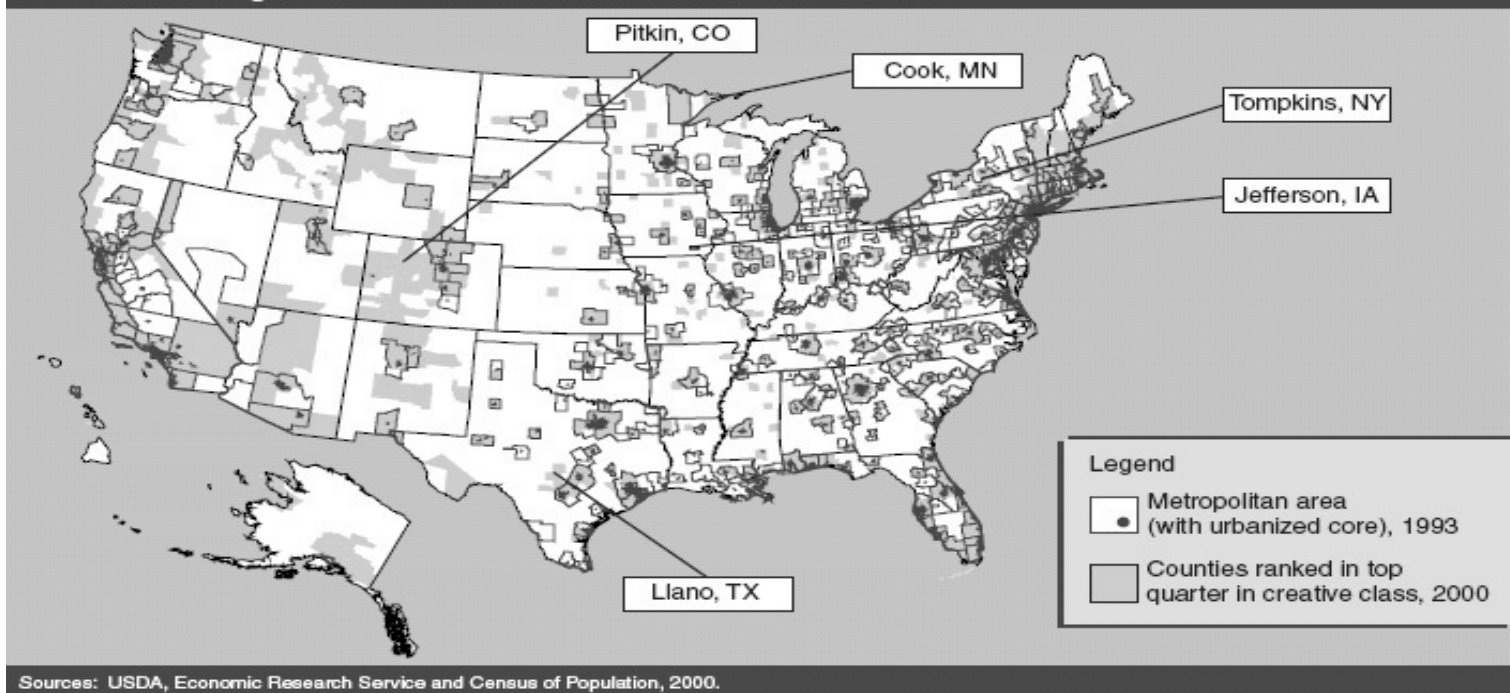 Pitkin, CO
Cook, MN
Tompkins, NY
Jefferson, IA
Llano, TX
Legend
Metropolitan area
(with urbanized core), 1993
Counties ranked in top
quarter in creative class, 2000
Sources: USDA, Economic Research Service and Census of Population, 2000.